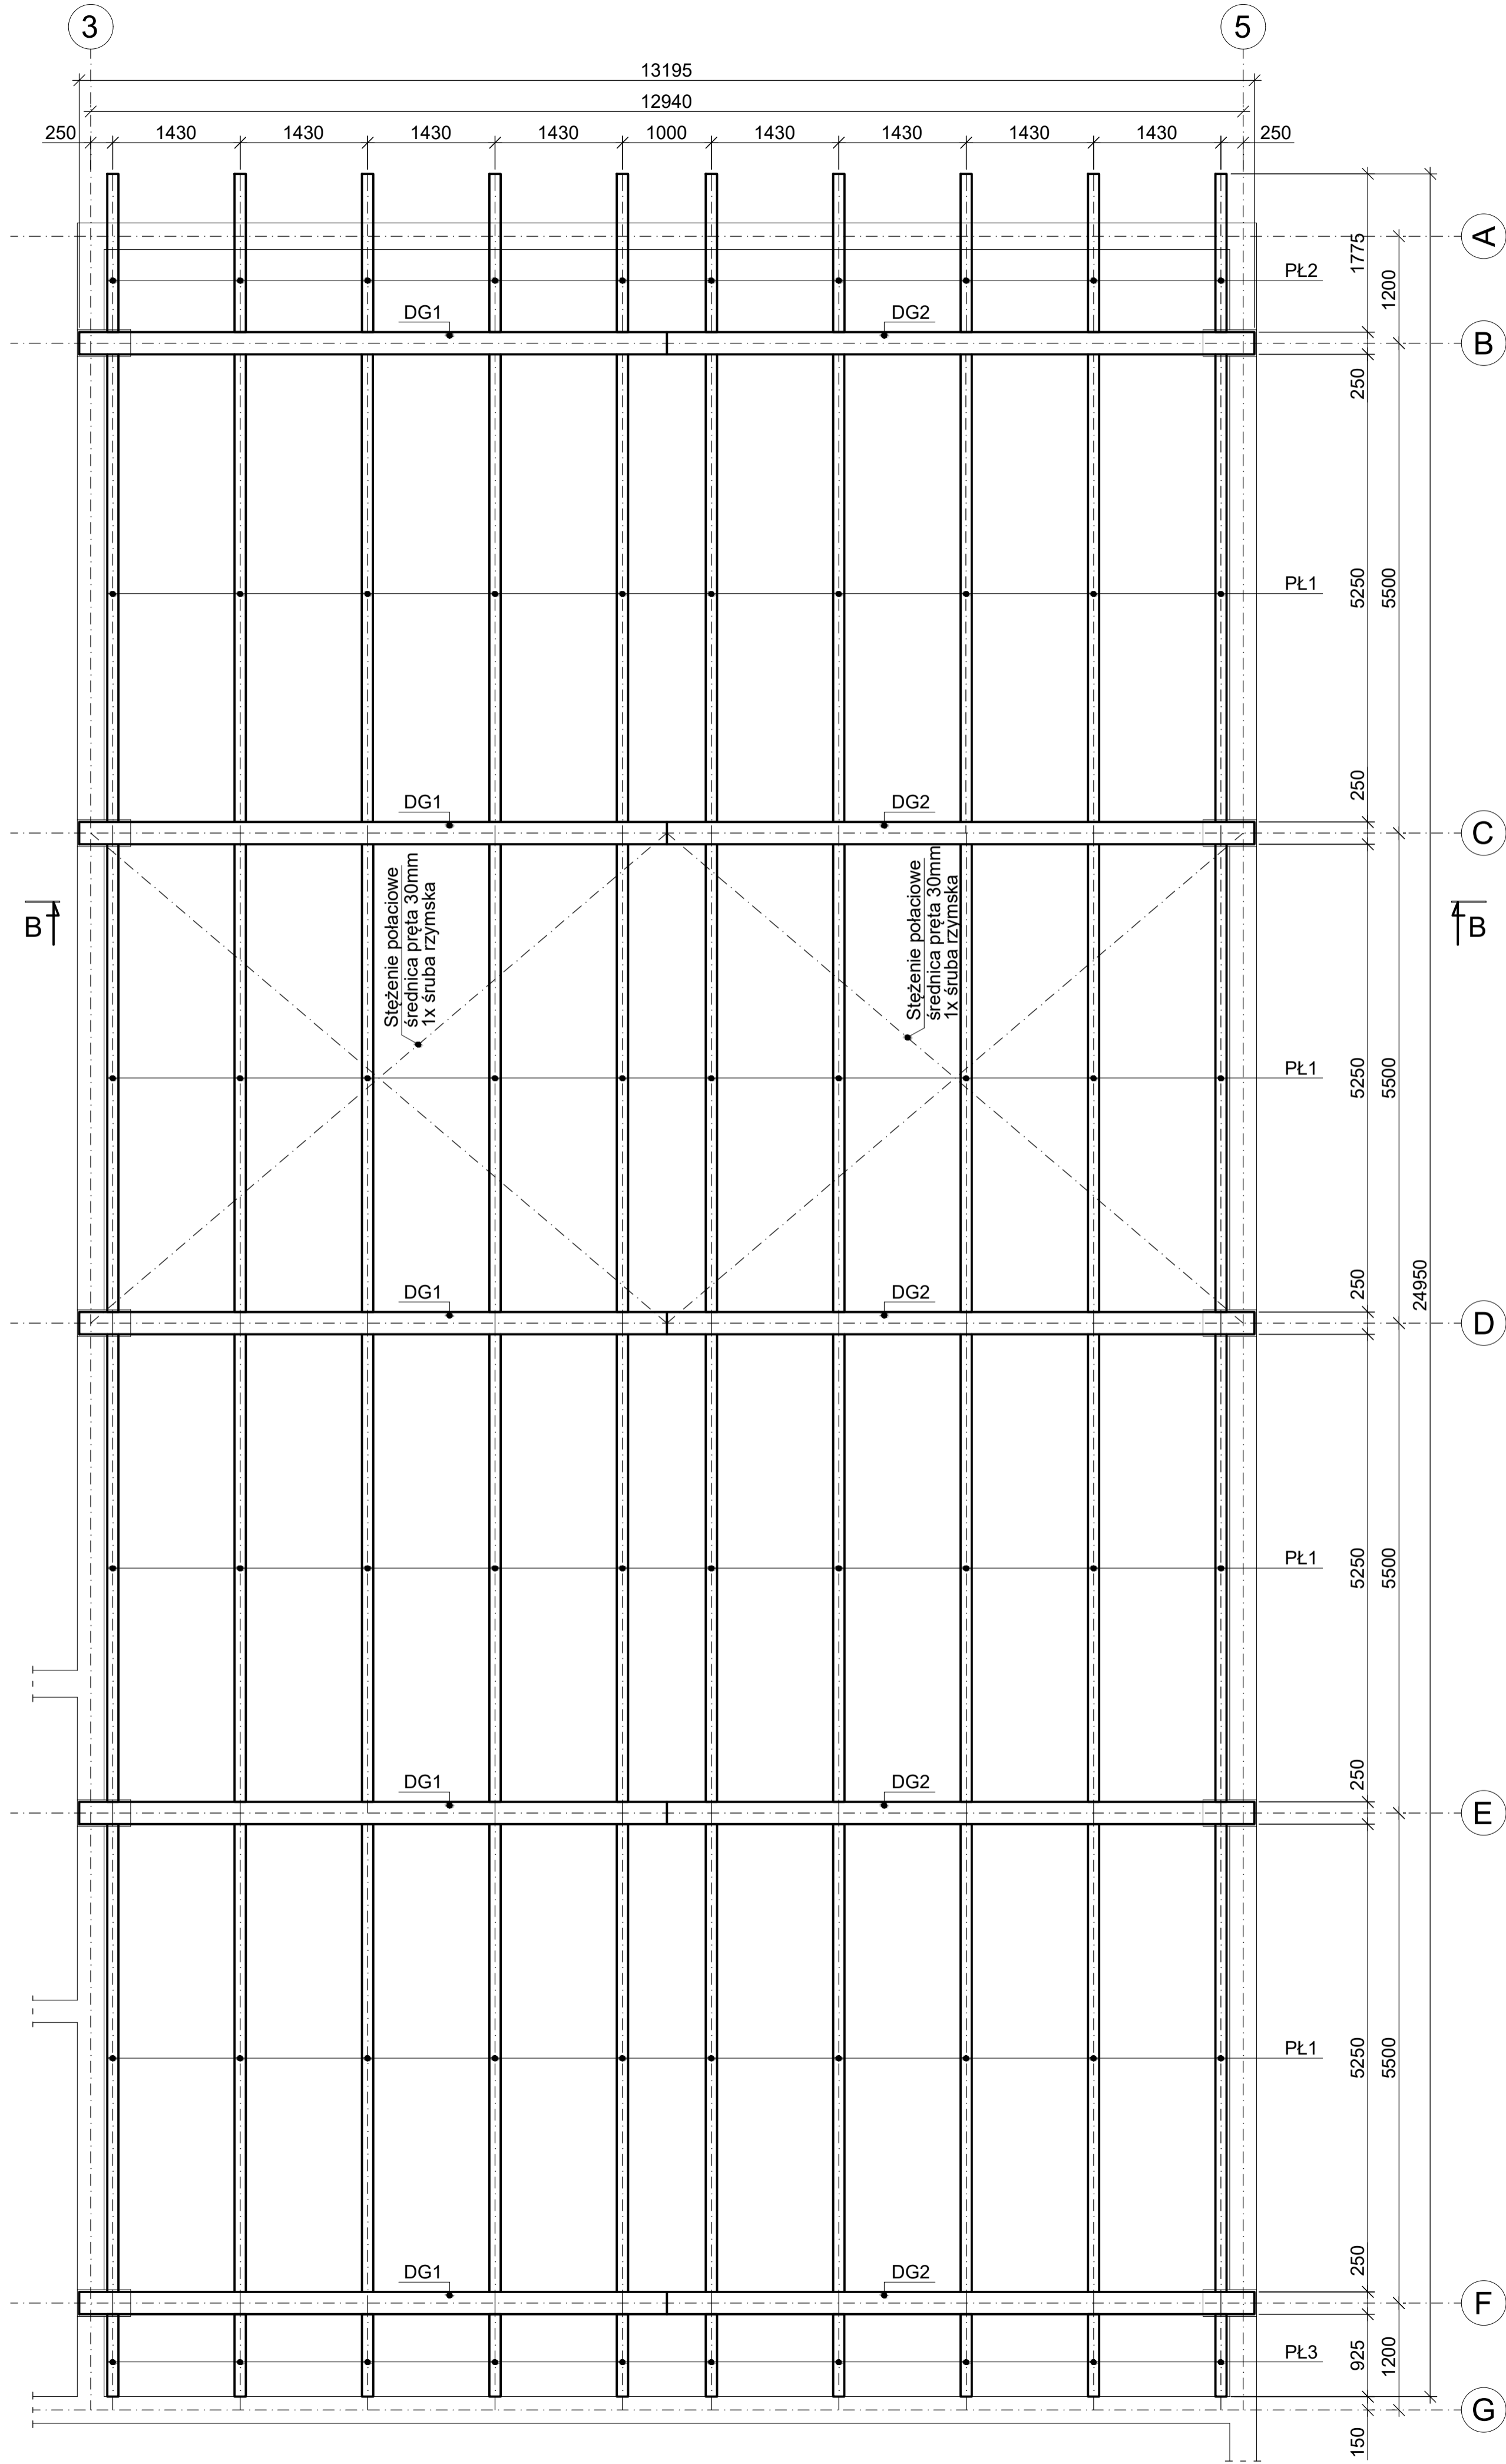 3
5
13195
12940
250
1430
1430
1430
1430
1000
1430
1430
1430
1430
250
A
1775
1200
PŁ2
DG1
DG2
B
250
PŁ1
5250
5500
250
DG1
DG2
C
Stężenie połaciowe
średnica pręta 30mm
1x śruba rzymska
Stężenie połaciowe
średnica pręta 30mm
1x śruba rzymska
B
B
PŁ1
5250
5500
250
24950
DG1
DG2
D
PŁ1
5250
5500
250
DG1
DG2
E
PŁ1
5250
5500
250
DG1
DG2
F
PŁ3
925
1200
G
150